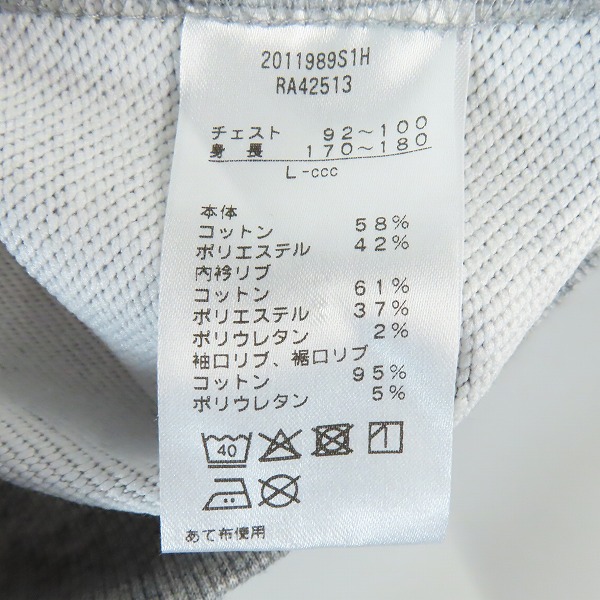 2011989S1H
RA42513
チェスト 92～100
身長 170～180
L-ccc
本体
コットン 58%
ポリエステル 42%
内衿リブ
コットン 61%
ポリエステル 37%
ポリウレタン 2%
袖口リブ、裾口リブ
コットン 95%
ポリウレタン 5%
40
あて布使用